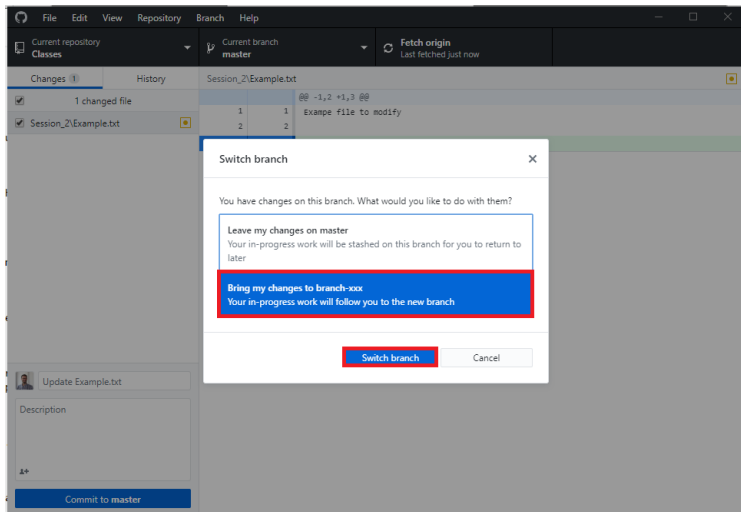 File Edit View Repository Branch Help
Current repository
Classes
Current branch
master
Fetch origin
Last fetched just now
Changes 1 History
Session_2\Example.txt
1 changed file
@@ -1,2 +1,3 @@
Session_2\Example.txt
1 1 Exampe file to modify
2 2
Switch branch
You have changes on this branch. What would you like to do with them?
Leave my changes on master
Your in-progress work will be stashed on this branch for you to return to
later
Bring my changes to branch-xxx
Your in-progress work will follow you to the new branch
Switch branch Cancel
Update Example.txt
Description
Commit to master